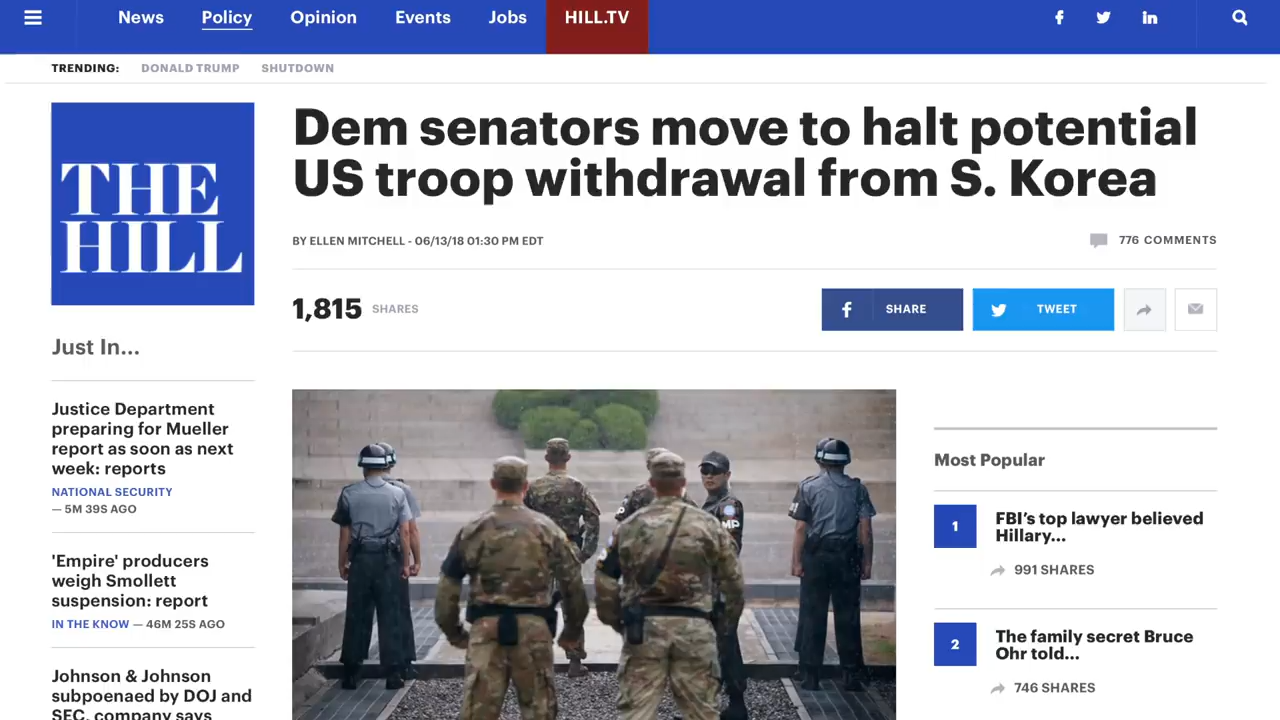 News Policy Opinion Events Jobs HILL.TV
TRENDING: DONALD TRUMP SHUTDOWN
THE
HILL
Dem senators move to halt potential
US troop withdrawal from S. Korea
BY ELLEN MITCHELL - 06/13/18 01:30 PM EDT
776 COMMENTS
1,815 SHARES
SHARE
TWEET
Just In...
Justice Department
preparing for Mueller
report as soon as next
week: reports
NATIONAL SECURITY
— 5M 39S AGO
'Empire' producers
weigh Smollett
suspension: report
IN THE KNOW — 46M 25S AGO
Johnson & Johnson
subpoenaed by DOJ and
SEC, company says
MP
Most Popular
1
FBI's top lawyer believed
Hillary...
991 SHARES
2
The family secret Bruce
Ohr told...
746 SHARES